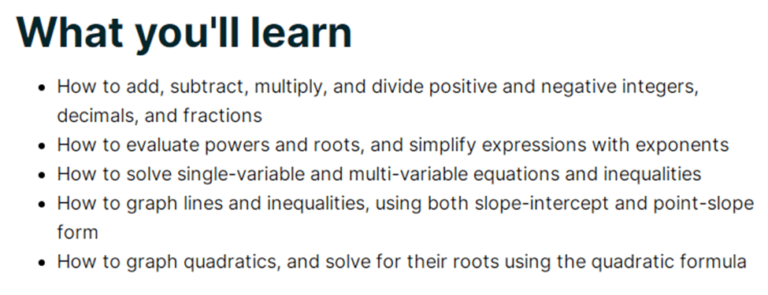 What you'll learn
• How to add, subtract, multiply, and divide positive and negative integers,
decimals, and fractions
• How to evaluate powers and roots, and simplify expressions with exponents
• How to solve single-variable and multi-variable equations and inequalities
• How to graph lines and inequalities, using both slope-intercept and point-slope
form
• How to graph quadratics, and solve for their roots using the quadratic formula